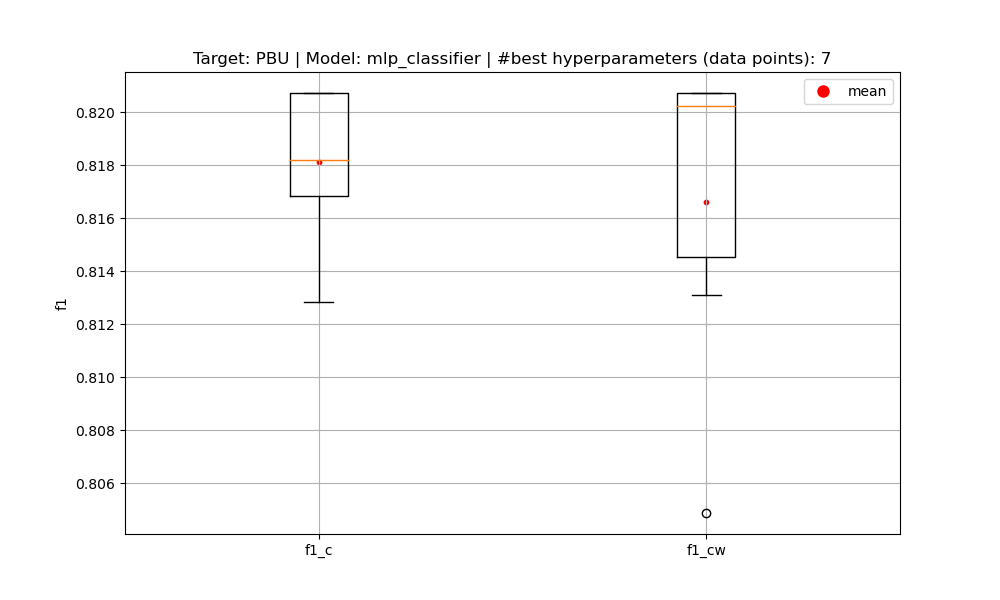 Target: PBU | Model: mlp_classifier | #best hyperparameters (data points): 7
mean
0.820
0.818
0.816
0.814
0.812
0.810
0.808
0.806
f1
f1_c
f1_cw